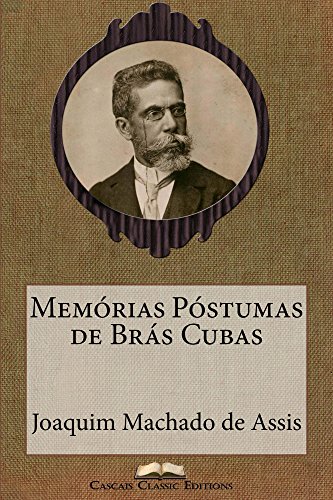 Memórias Póstumas
de Brás Cubas
Joaquim Machado de Assis
Cascais Classic Editions